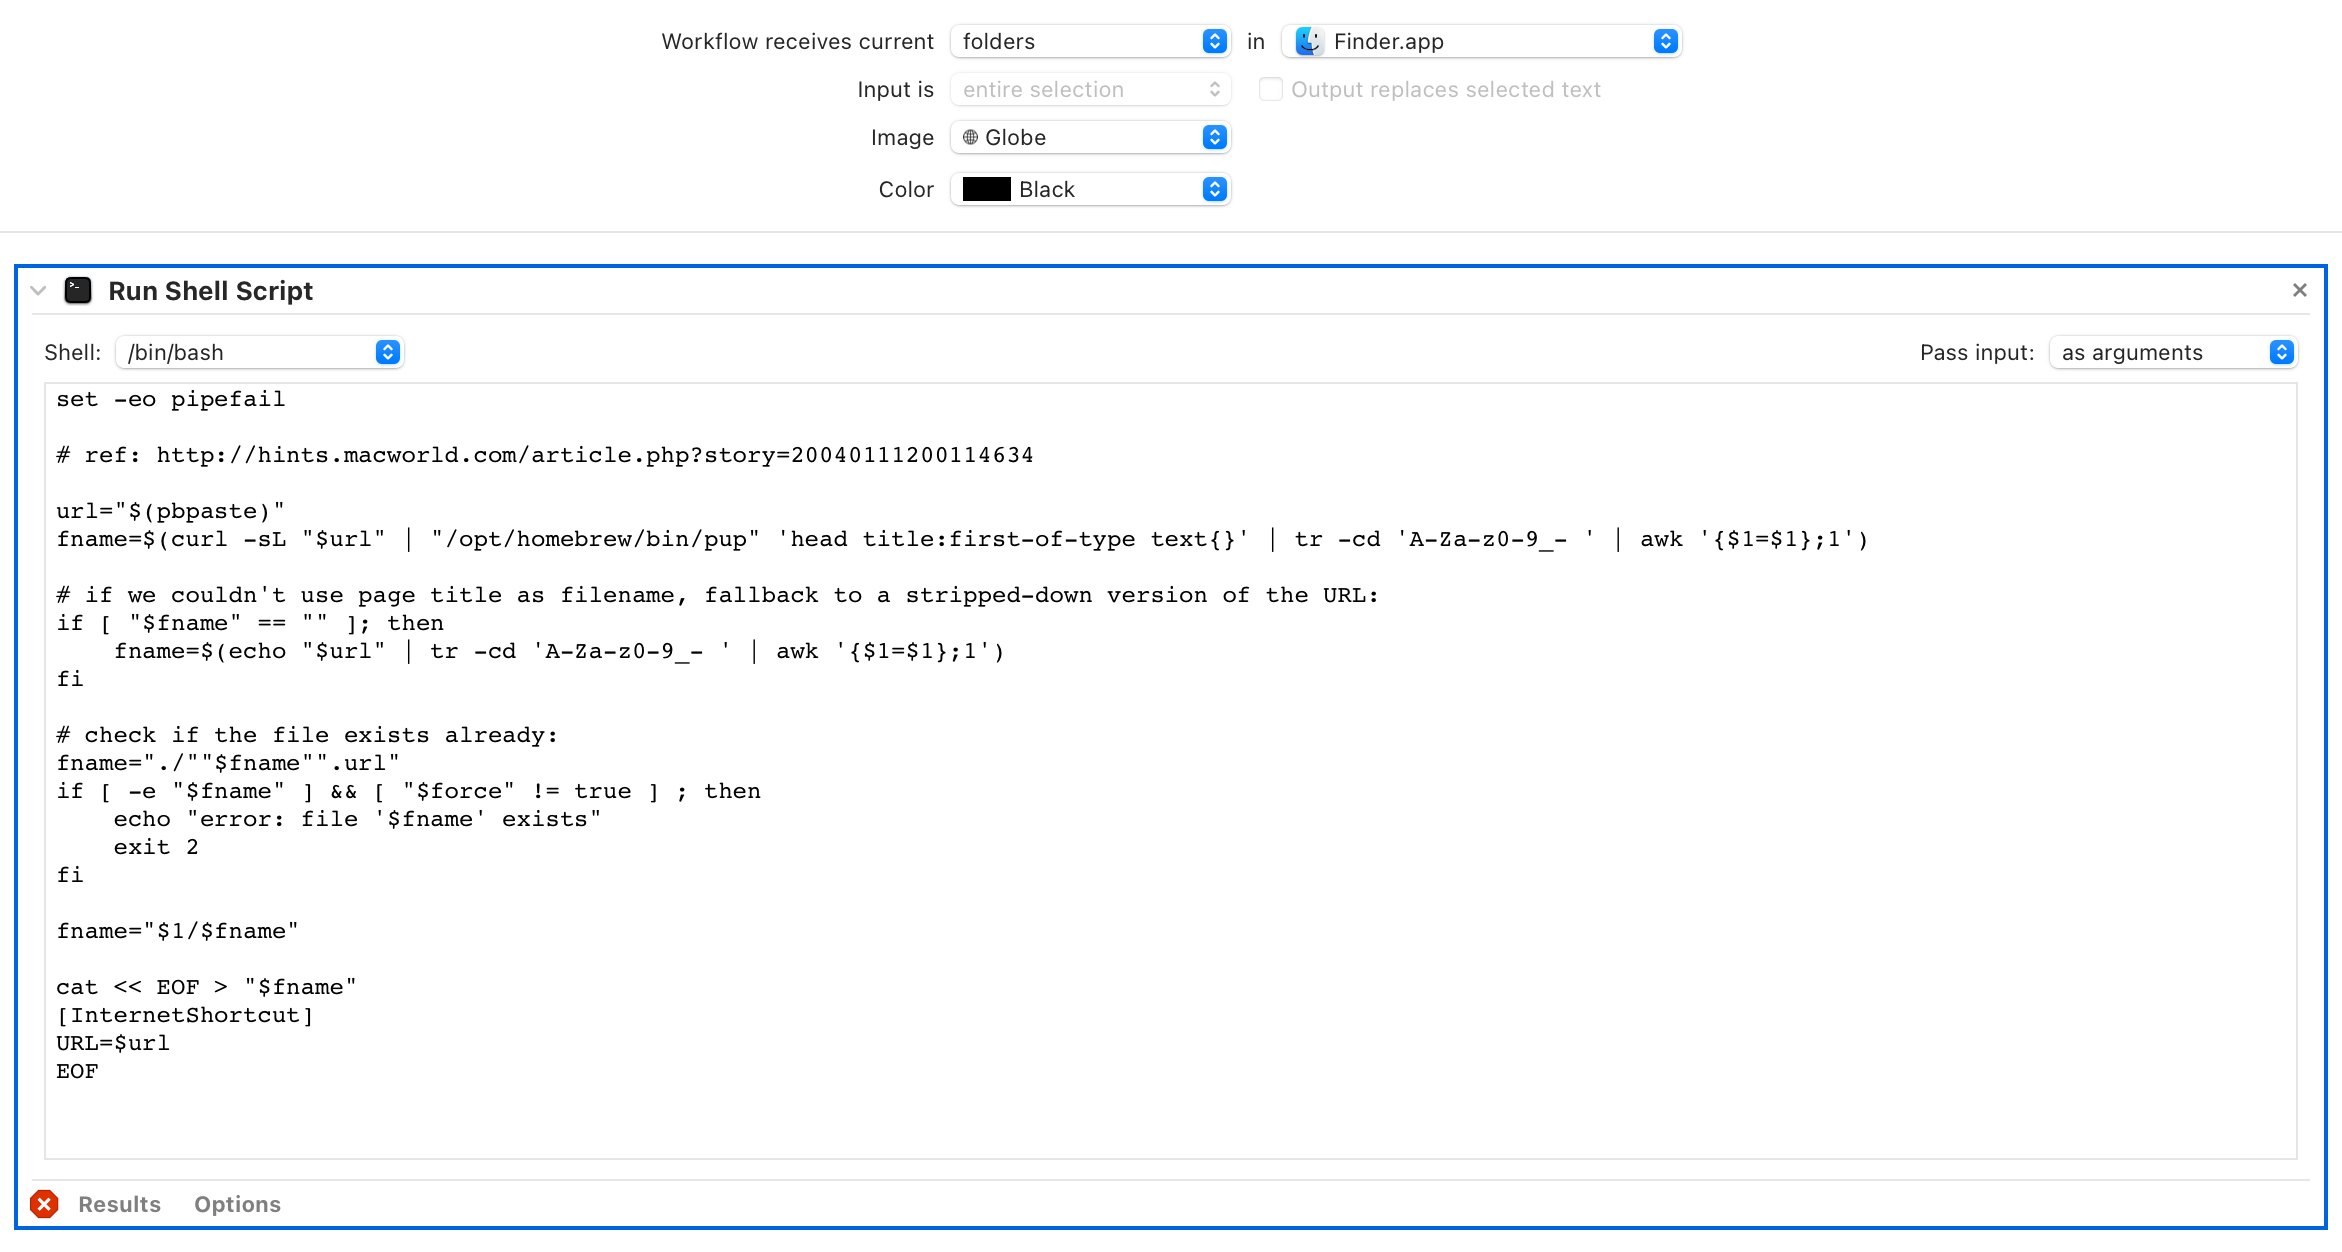 Workflow receives current folders in Finder.app
Input is entire selection Output replaces selected text
Image Globe
Color Black
Run Shell Script
Shell: /bin/bash Pass input: as arguments
set -eo pipefail
# ref: http://hints.macworld.com/article.php?story=20040111200114634
url="$(pbpaste)"
fname=$(curl -sL "$url" | "/opt/homebrew/bin/pup" 'head title:first-of-type text{}' | tr -cd 'A-Za-z0-9_- ' | awk '{$1=$1};1')
# if we couldn't use page title as filename, fallback to a stripped-down version of the URL:
if [ "$fname" == "" ]; then
    fname=$(echo "$url" | tr -cd 'A-Za-z0-9_- ' | awk '{$1=$1};1')
fi
# check if the file exists already:
fname="./""$fname"".url"
if [ -e "$fname" ] && [ "$force" != true ] ; then
    echo "error: file '$fname' exists"
    exit 2
fi
fname="$1/$fname"
cat << EOF > "$fname"
[InternetShortcut]
URL=$url
EOF
Results Options